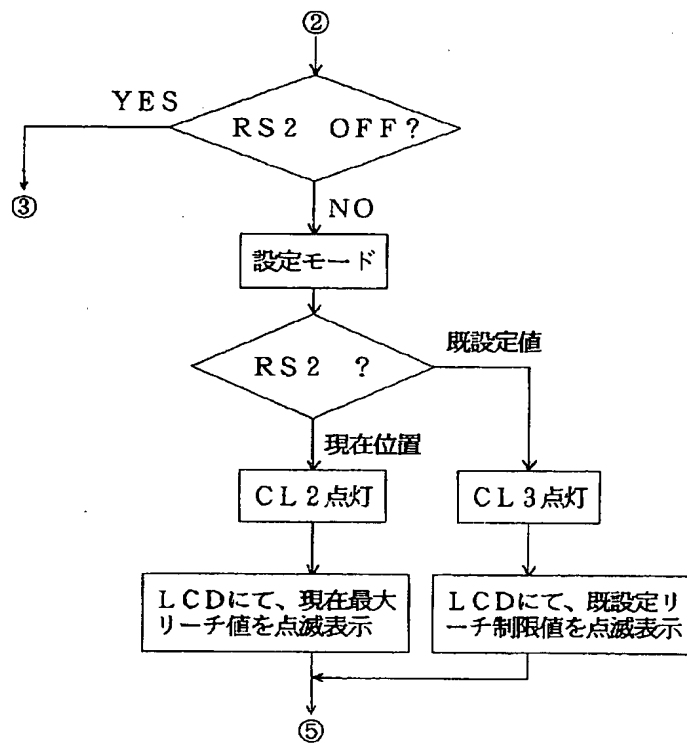 ②
YES
RS2 OFF?
③
NO
設定モード
既設定値
RS2 ?
現在位置
CL2点灯
CL3点灯
LCDにて、現在最大
リーチ値を点滅表示
LCDにて、既設定リ
ーチ制限値を点滅表示
⑤